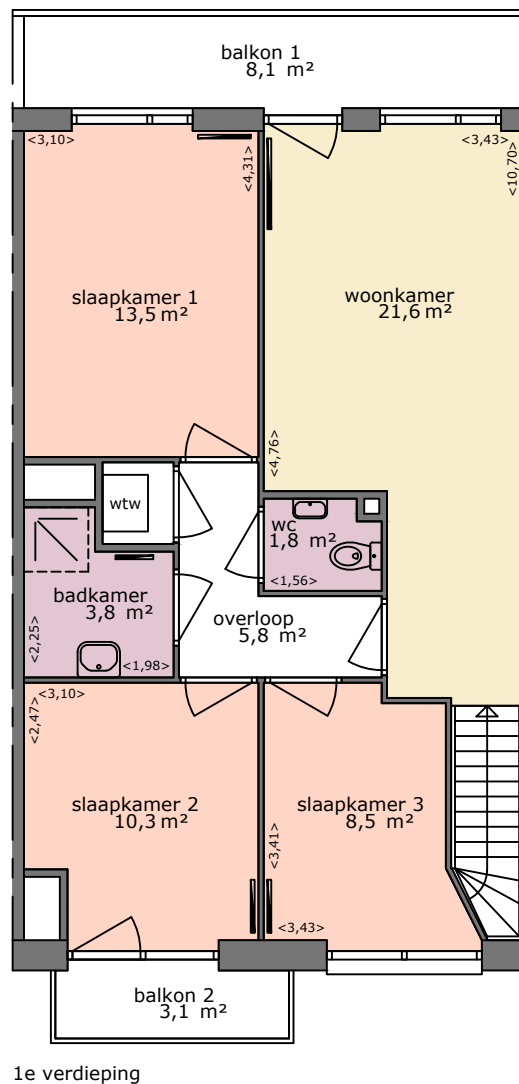 balkon 1
8,1 m²
<3,10>
<4,31>
<3,43>
<10,70>
slaapkamer 1
13,5 m²
woonkamer
21,6 m²
<4,76>
wtw
wc
1,8 m²
<1,56>
badkamer
3,8 m²
<2,25>
<1,98>
overloop
5,8 m²
<3,10>
<2,47>
slaapkamer 2
10,3 m²
slaapkamer 3
8,5 m²
<3,41>
<3,43>
balkon 2
3,1 m²
1e verdieping